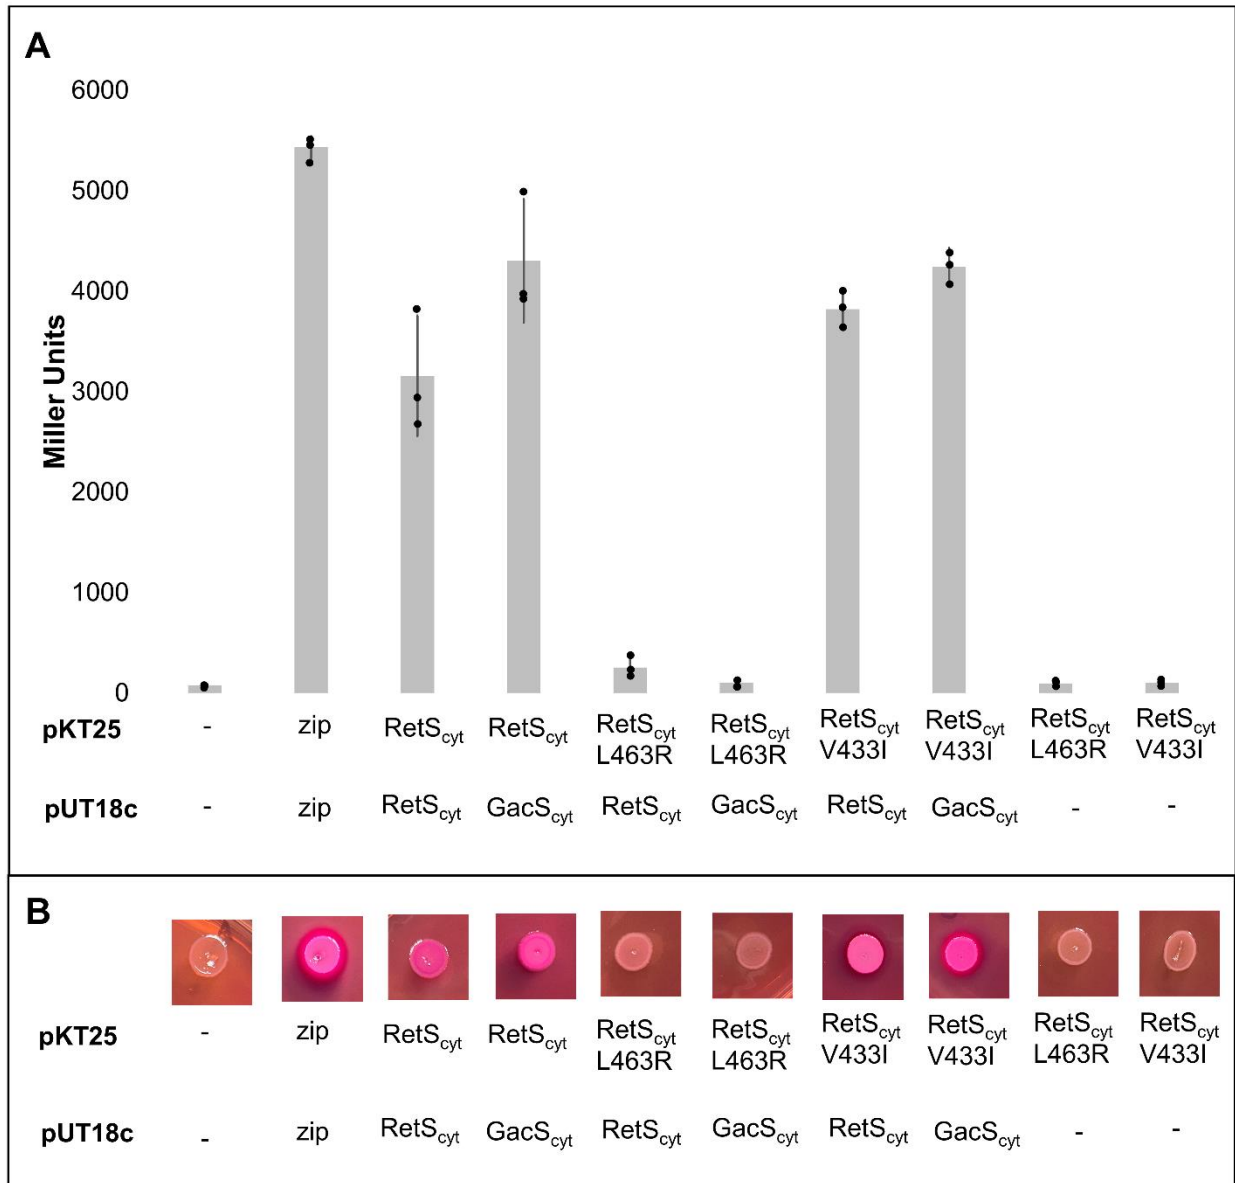 A
6000
5000
4000
3000
2000
1000
0
Miller Units
pKT25 - zip RetScyt RetScyt RetScyt L463R RetScyt L463R RetScyt V433I RetScyt V433I RetScyt L463R RetScyt V433I
pUT18c - zip RetScyt GacScyt RetScyt GacScyt RetScyt GacScyt - -
B
pKT25 - zip RetScyt RetScyt RetScyt L463R RetScyt L463R RetScyt V433I RetScyt V433I RetScyt L463R RetScyt V433I
pUT18c - zip RetScyt GacScyt RetScyt GacScyt RetScyt GacScyt - -